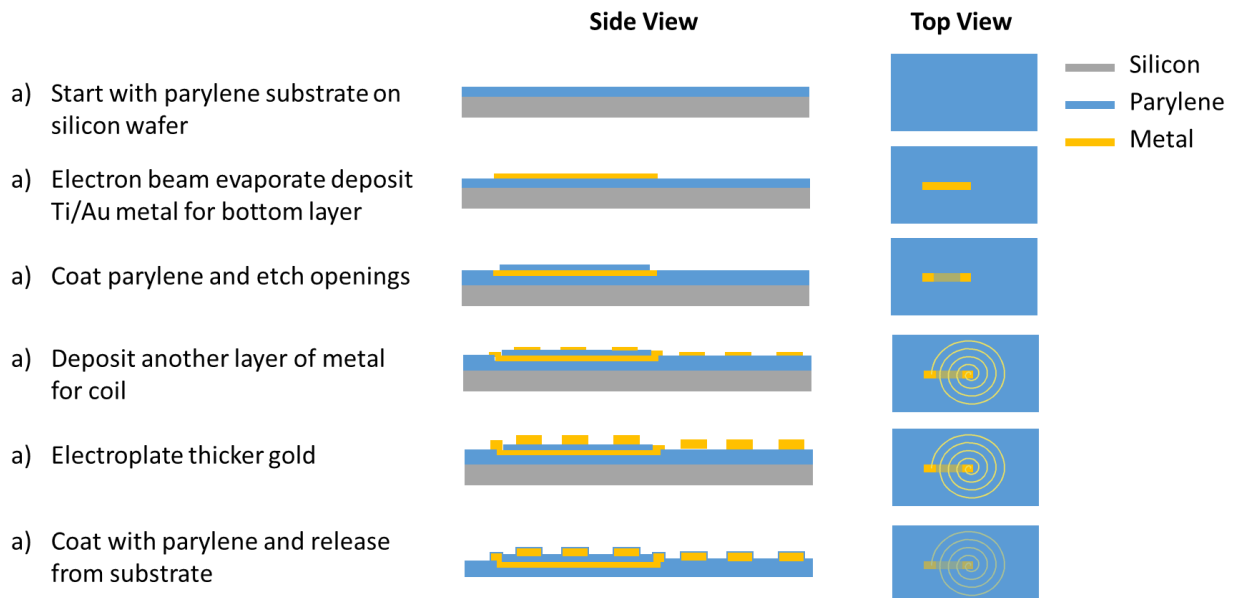 Side View
Top View
Silicon
Parylene
Metal
a) Start with parylene substrate on
silicon wafer
a) Electron beam evaporate deposit
Ti/Au metal for bottom layer
a) Coat parylene and etch openings
a) Deposit another layer of metal
for coil
a) Electroplate thicker gold
a) Coat with parylene and release
from substrate